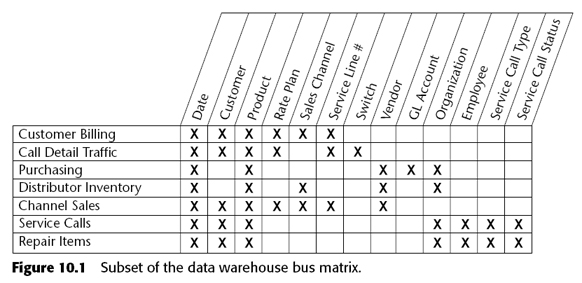 Date
Customer
Product
Rate Plan
Sales Channel
Service Line #
Switch
Vendor
GL Account
Organization
Employee
Service Call Type
Service Call Status
Customer Billing X X X X X X
Call Detail Traffic X X X X X X
Purchasing X X X X X
Distributor Inventory X X X X X
Channel Sales X X X X X X X
Service Calls X X X X X X X
Repair Items X X X X X X X
Figure 10.1 Subset of the data warehouse bus matrix.